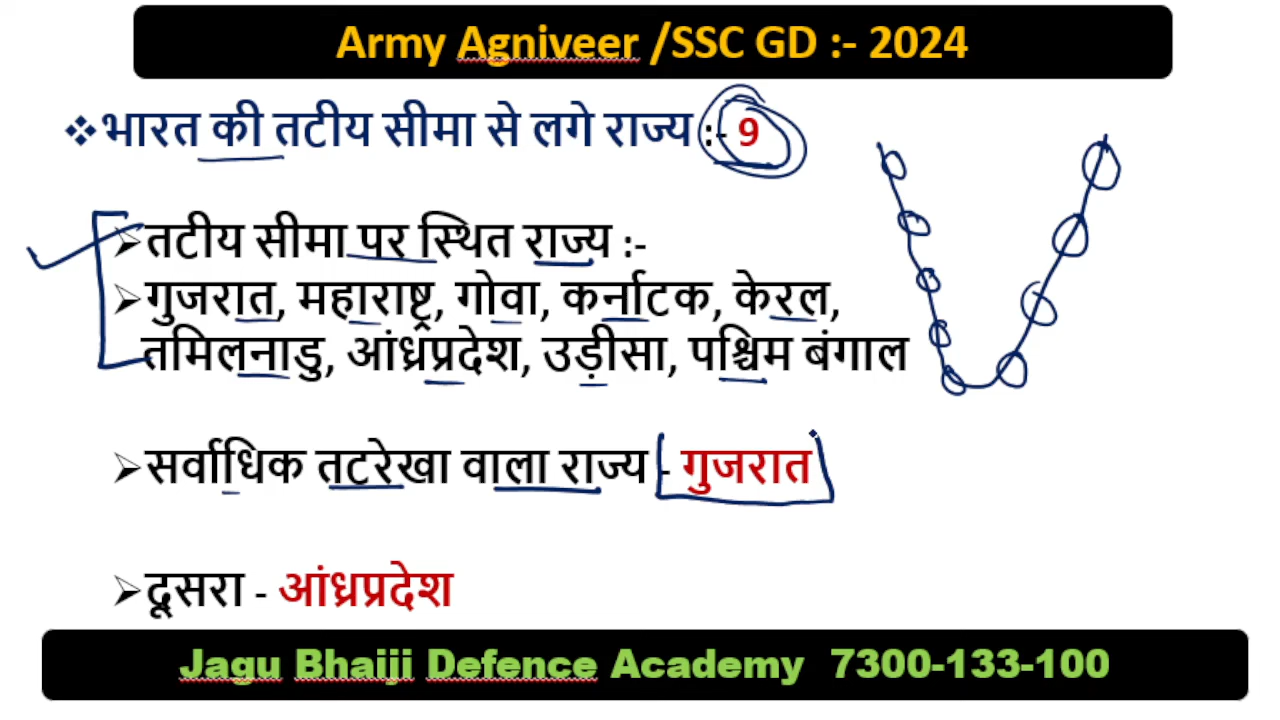 Army Agniveer /SSC GD :- 2024
❖भारत की तटीय सीमा से लगे राज्य :- 9
➢तटीय सीमा पर स्थित राज्य :-
➢गुजरात, महाराष्ट्र, गोवा, कर्नाटक, केरल,
तमिलनाडु, आंध्रप्रदेश, उड़ीसा, पश्चिम बंगाल
➢सर्वाधिक तटरेखा वाला राज्य - गुजरात
➢दूसरा - आंध्रप्रदेश
Jagu Bhaiji Defence Academy 7300-133-100